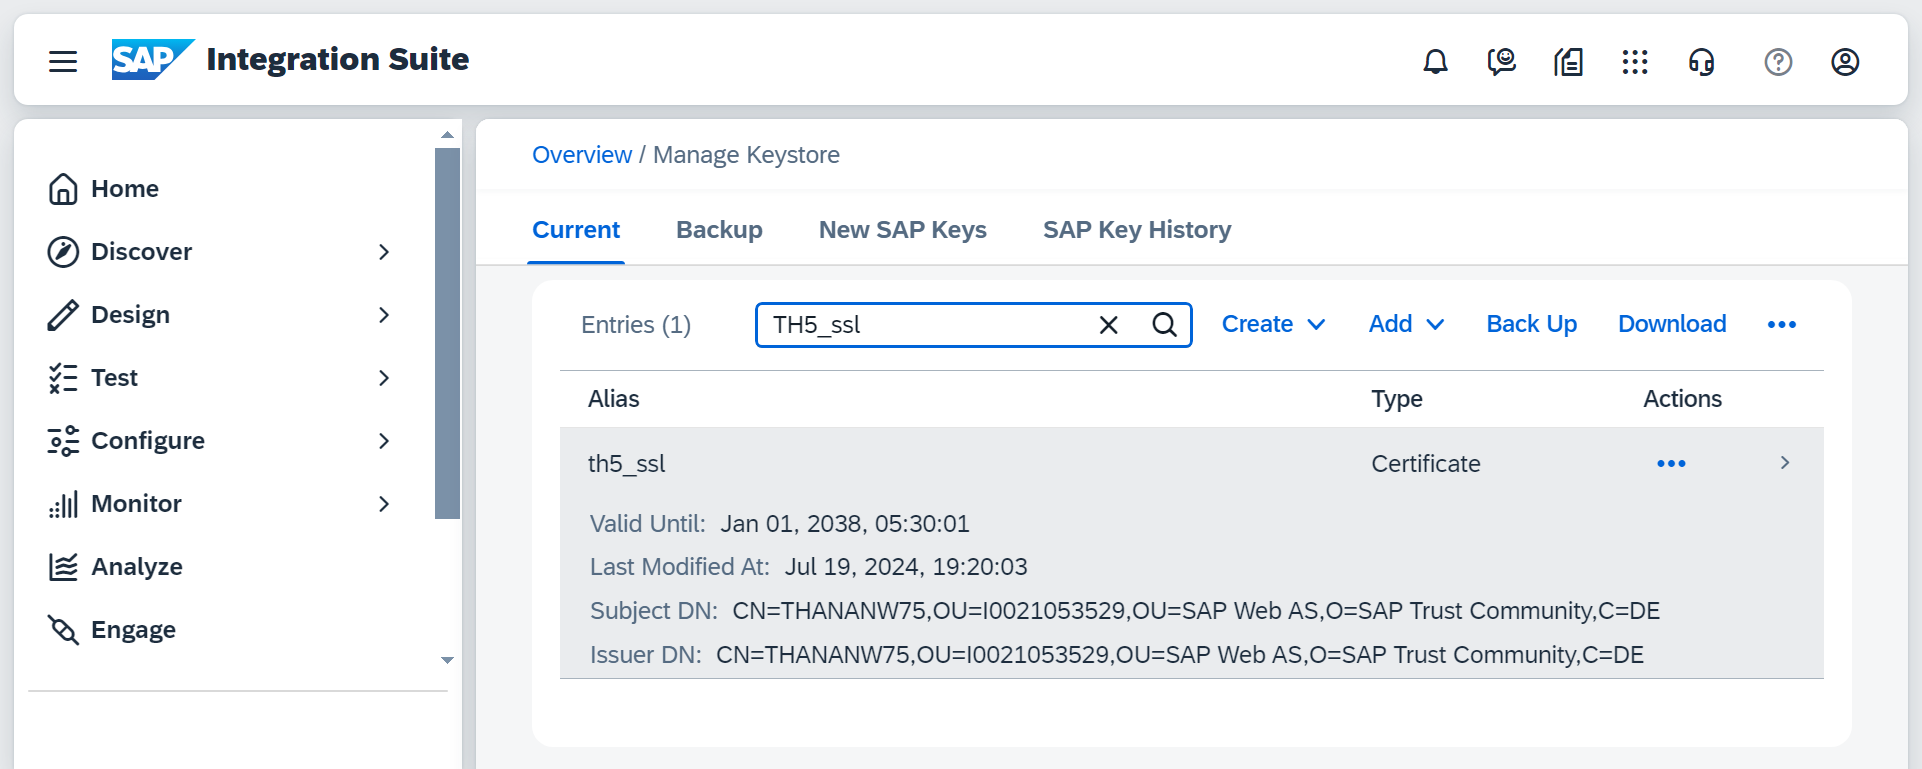 SAP Integration Suite
Home
Discover
Design
Test
Configure
Monitor
Analyze
Engage
Overview / Manage Keystore
Current Backup New SAP Keys SAP Key History
Entries (1) TH5_ssl Create Add Back Up Download
Alias Type Actions
th5_ssl Certificate
Valid Until: Jan 01, 2038, 05:30:01
Last Modified At: Jul 19, 2024, 19:20:03
Subject DN: CN=THANANW75,OU=I0021053529,OU=SAP Web AS,O=SAP Trust Community,C=DE
Issuer DN: CN=THANANW75,OU=I0021053529,OU=SAP Web AS,O=SAP Trust Community,C=DE